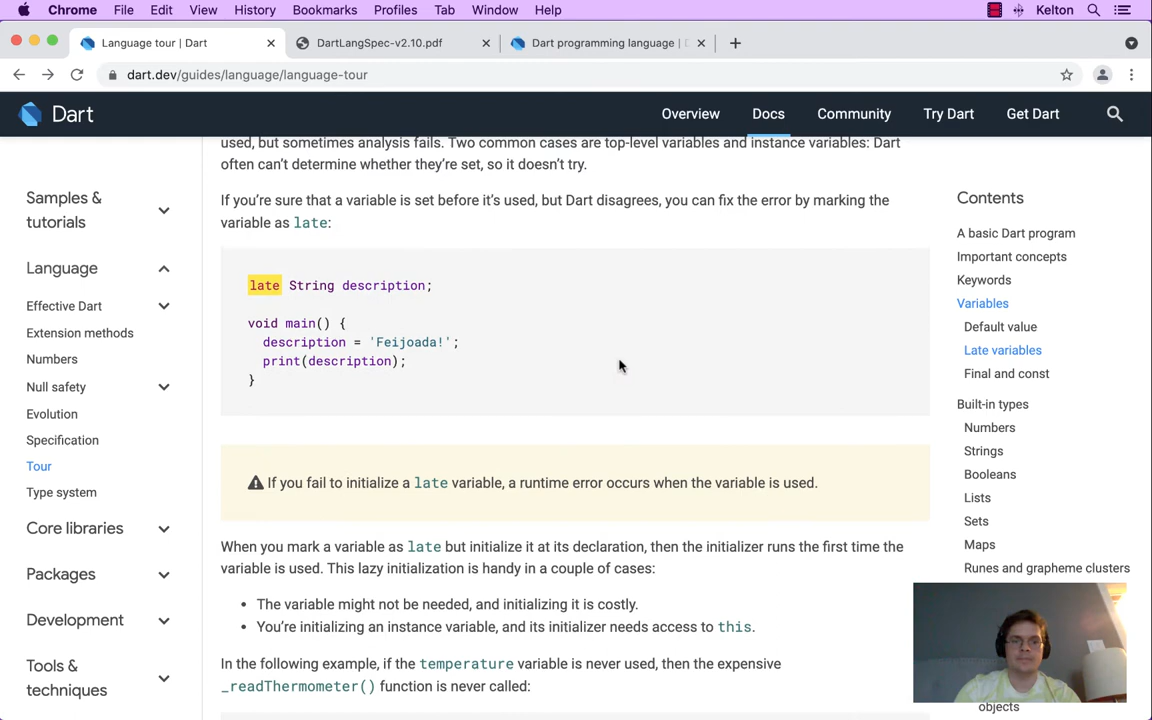 Chrome File Edit View History Bookmarks Profiles Tab Window Help Kelton
Language tour | Dart DartLangSpec-v2.10.pdf Dart programming language |
dart.dev/guides/language/language-tour
Dart Overview Docs Community Try Dart Get Dart
Samples &
tutorials
Language
Effective Dart
Extension methods
Numbers
Null safety
Evolution
Specification
Tour
Type system
Core libraries
Packages
Development
Tools &
techniques
used, but sometimes analysis fails. Two common cases are top-level variables and instance variables: Dart
often can't determine whether they're set, so it doesn't try.
If you're sure that a variable is set before it's used, but Dart disagrees, you can fix the error by marking the
variable as late:
late String description;
void main() {
description = 'Feijoada!';
print(description);
}
If you fail to initialize a late variable, a runtime error occurs when the variable is used.
When you mark a variable as late but initialize it at its declaration, then the initializer runs the first time the
variable is used. This lazy initialization is handy in a couple of cases:
• The variable might not be needed, and initializing it is costly.
• You're initializing an instance variable, and its initializer needs access to this.
In the following example, if the temperature variable is never used, then the expensive
_readThermometer() function is never called:
Contents
A basic Dart program
Important concepts
Keywords
Variables
Default value
Late variables
Final and const
Built-in types
Numbers
Strings
Booleans
Lists
Sets
Maps
Runes and grapheme clusters
objects